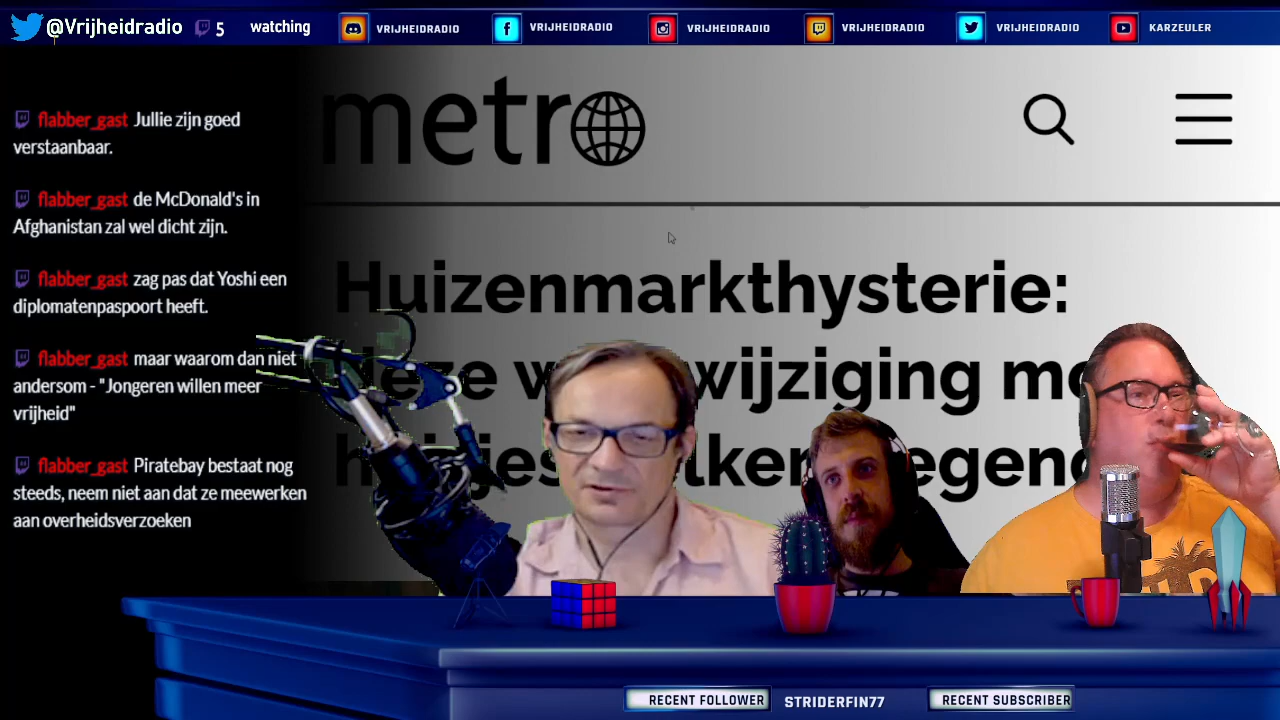 @Vrijheidradio 5 watching VRIJHEIDRADIO VRIJHEIDRADIO VRIJHEIDRADIO VRIJHEIDRADIO VRIJHEIDRADIO KARZEULER
metro
flabber_gast Jullie zijn goed
verstaanbaar.
flabber_gast de McDonald's in
Afghanistan zal wel dicht zijn.
flabber_gast zag pas dat Yoshi een
diplomatenpaspoort heeft.
flabber_gast maar waarom dan niet
andersom - "Jongeren willen meer
vrijheid"
flabber_gast Piratebay bestaat nog
steeds, neem niet aan dat ze meewerken
aan overheidsverzoeken
Huizenmarkthysterie:
RECENT FOLLOWER STRIDERFIN77 RECENT SUBSCRIBER